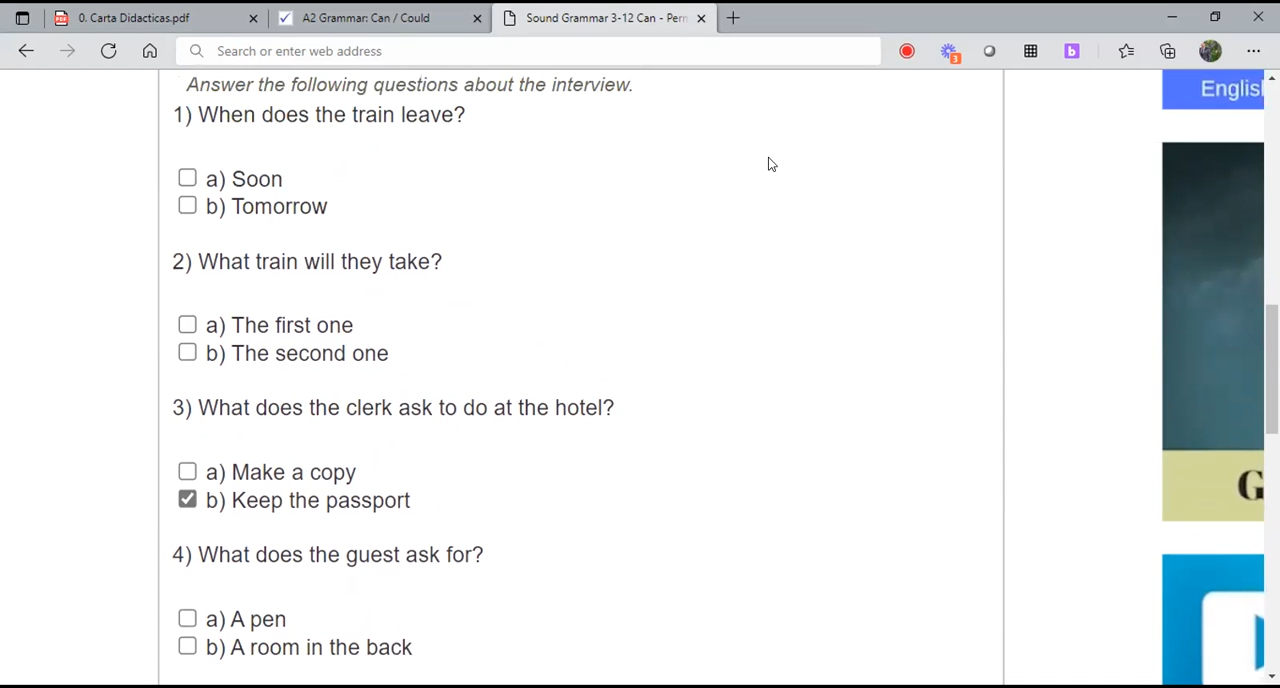 0. Carta Didacticas.pdf
A2 Grammar: Can / Could
Sound Grammar 3-12 Can - Pern
Search or enter web address
3
b
Answer the following questions about the interview.
1) When does the train leave?
a) Soon
b) Tomorrow
2) What train will they take?
a) The first one
b) The second one
3) What does the clerk ask to do at the hotel?
a) Make a copy
b) Keep the passport
4) What does the guest ask for?
a) A pen
b) A room in the back
Englis
G